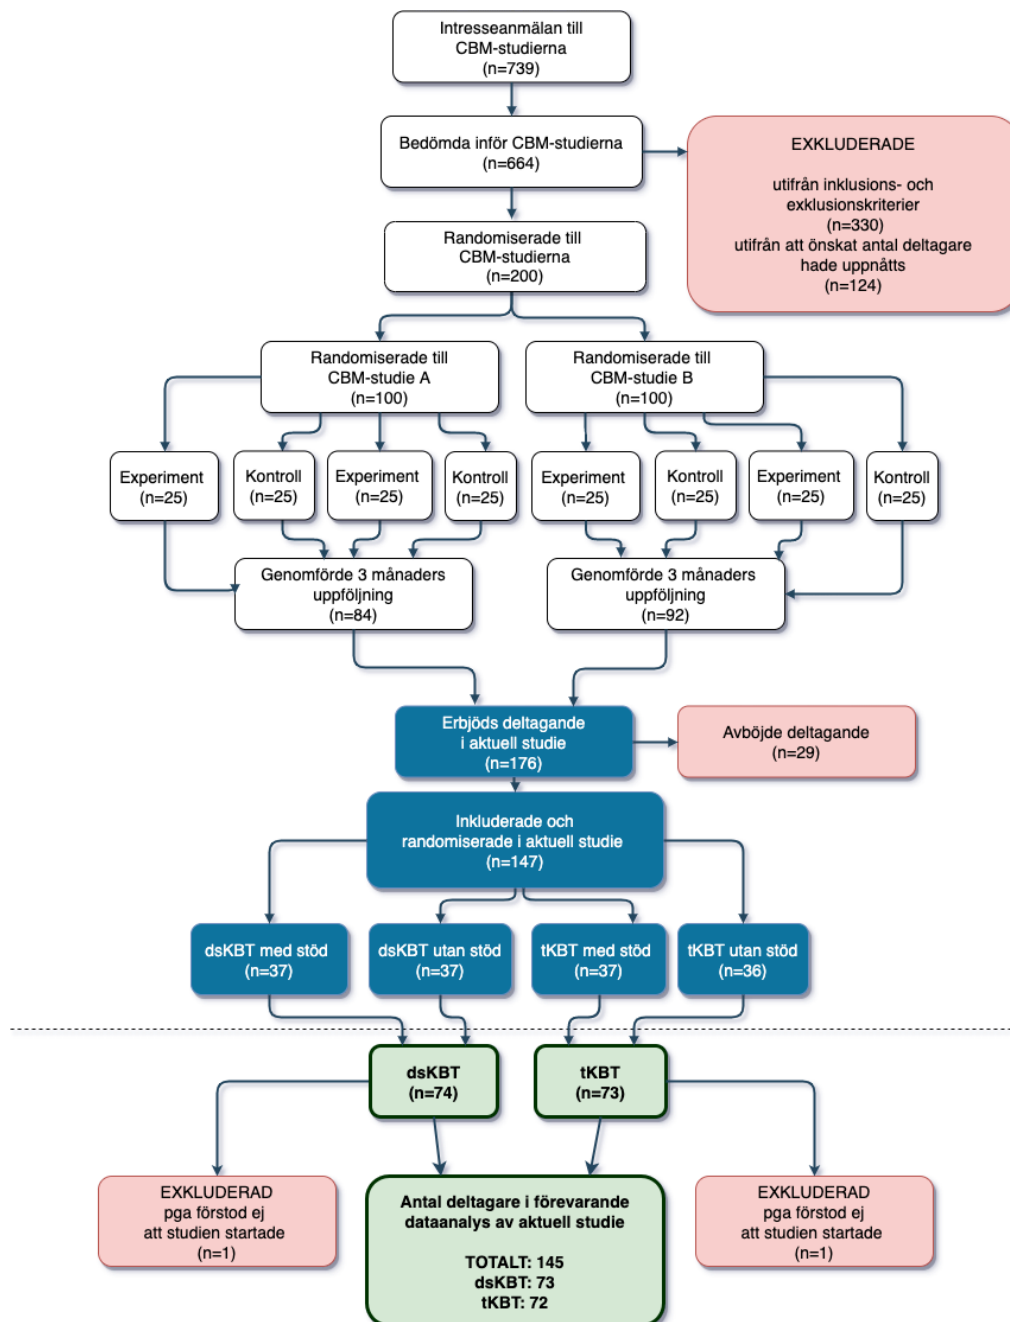 Intresseanmälan till
CBM-studierna
(n=739)
Bedömda inför CBM-studierna
(n=664)
EXKLUDERADE
utifrån inklusions- och
exklusionskriterier
(n=330)
utifrån att önskat antal deltagare
hade uppnåtts
(n=124)
Randomiserade till
CBM-studierna
(n=200)
Randomiserade till
CBM-studie A
(n=100)
Randomiserade till
CBM-studie B
(n=100)
Experiment
(n=25)
Kontroll
(n=25)
Experiment
(n=25)
Kontroll
(n=25)
Experiment
(n=25)
Kontroll
(n=25)
Experiment
(n=25)
Kontroll
(n=25)
Genomförde 3 månaders
uppföljning
(n=84)
Genomförde 3 månaders
uppföljning
(n=92)
Erbjöds deltagande
i aktuell studie
(n=176)
Avböjde deltagande
(n=29)
Inkluderade och
randomiserade i aktuell studie
(n=147)
dsKBT med stöd
(n=37)
dsKBT utan stöd
(n=37)
tKBT med stöd
(n=37)
tKBT utan stöd
(n=36)
dsKBT
(n=74)
tKBT
(n=73)
EXKLUDERAD
pga förstod ej
att studien startade
(n=1)
Antal deltagare i förevarande
dataanalys av aktuell studie
TOTALT: 145
dsKBT: 73
tKBT: 72
EXKLUDERAD
pga förstod ej
att studien startade
(n=1)